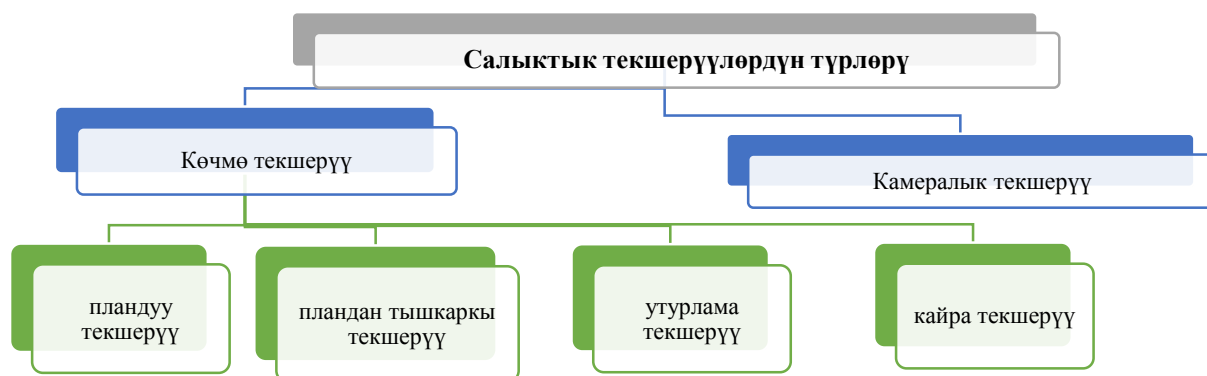 Салыктык текшерүүлөрдүн түрлөрү
Көчмө текшерүү
Камералык текшерүү
пландуу
текшерүү
пландан тышкаркы
текшерүү
утурлама
текшерүү
кайра текшерүү